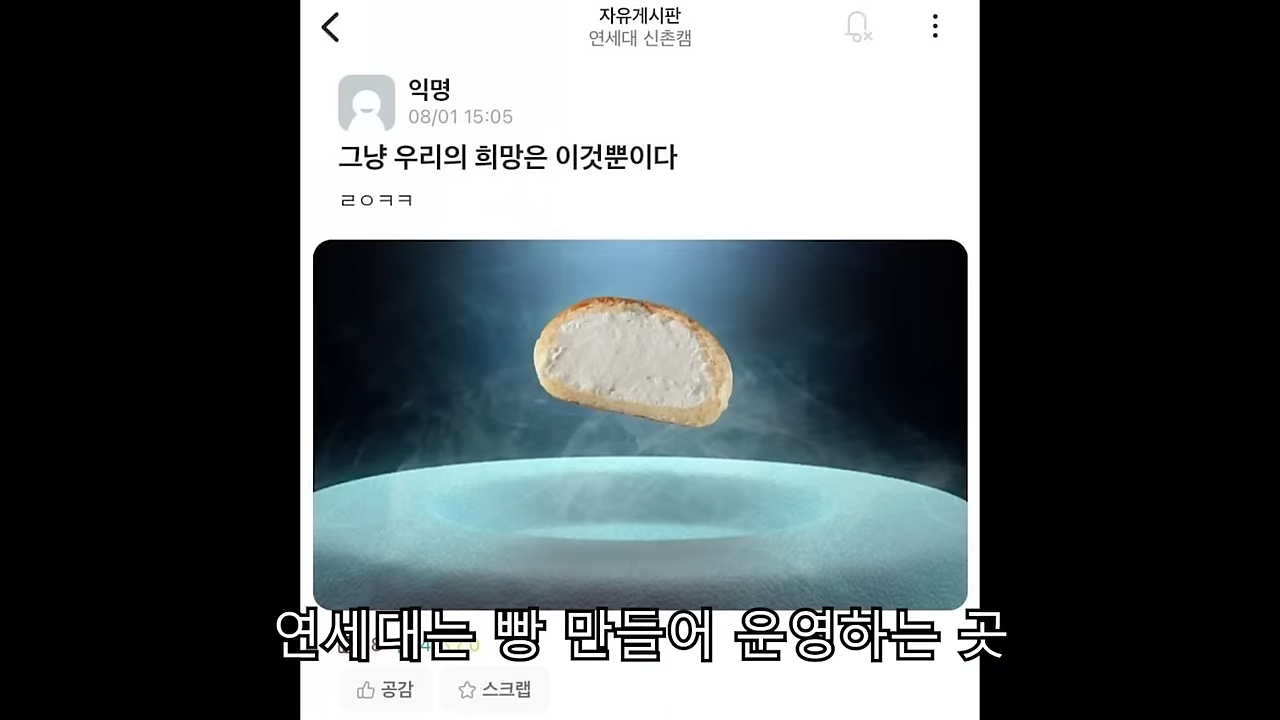 자유게시판
연세대 신촌캠
익명
08/01 15:05
그냥 우리의 희망은 이것뿐이다
ㄹㅇㅋㅋ
연세대는 빵 만들어 운영하는 곳
공감
스크랩